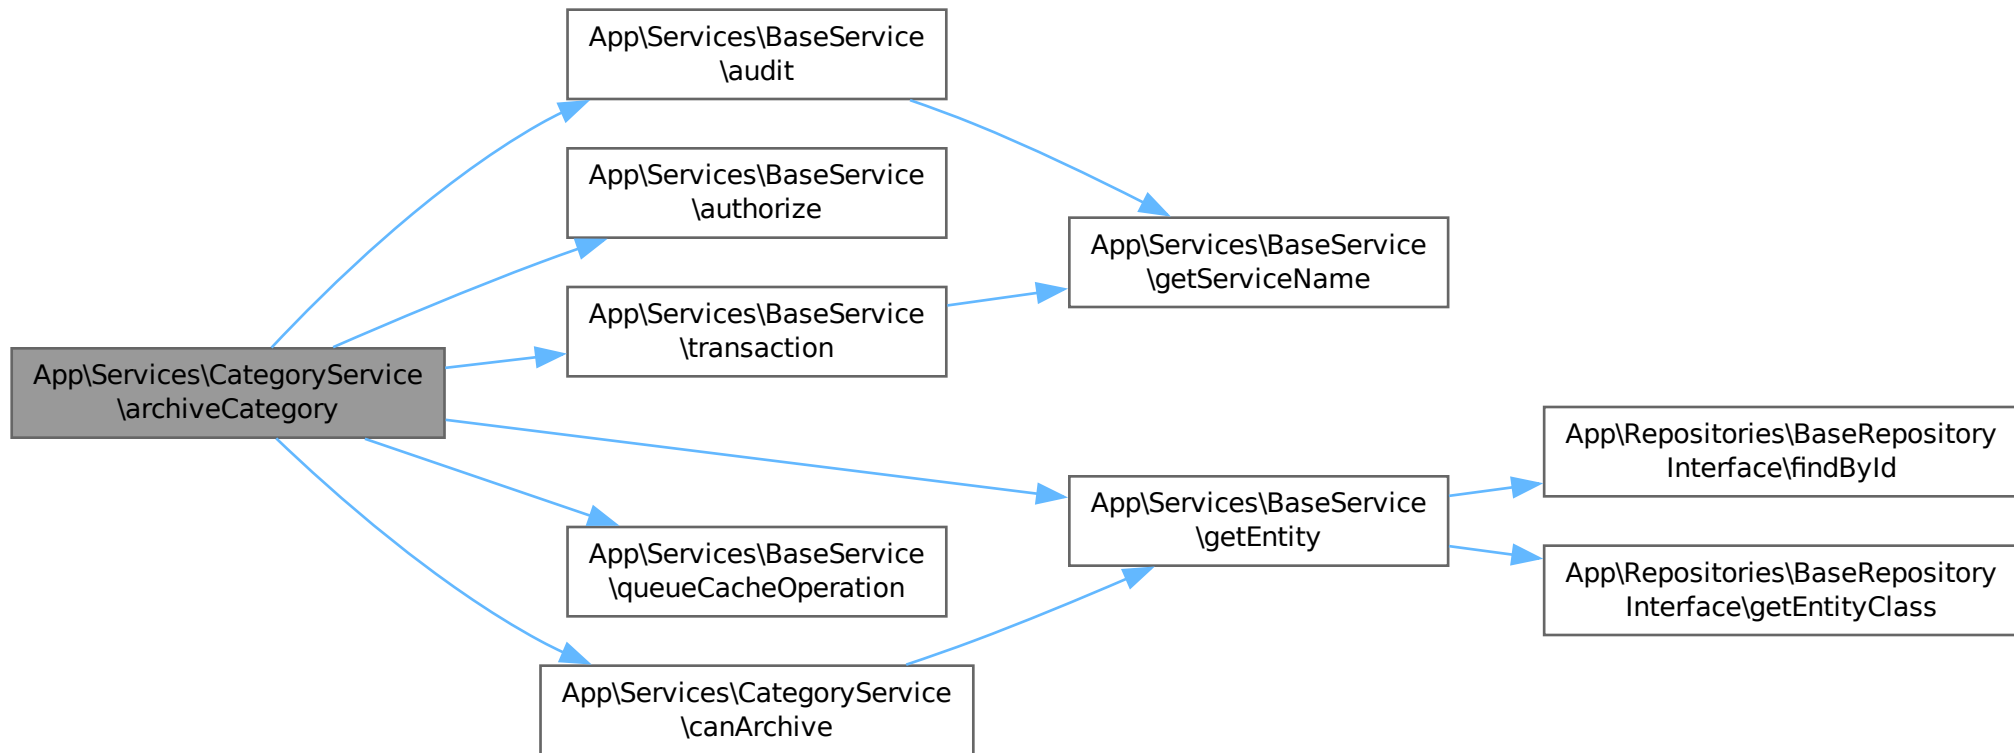 App\Services\BaseService
\audit
App\Services\BaseService
\authorize
App\Services\BaseService
\getServiceName
App\Services\BaseService
\transaction
App\Services\CategoryService
\archiveCategory
App\Repositories\BaseRepository
Interface\findById
App\Services\BaseService
\getEntity
App\Services\BaseService
\queueCacheOperation
App\Repositories\BaseRepository
Interface\getEntityClass
App\Services\CategoryService
\canArchive